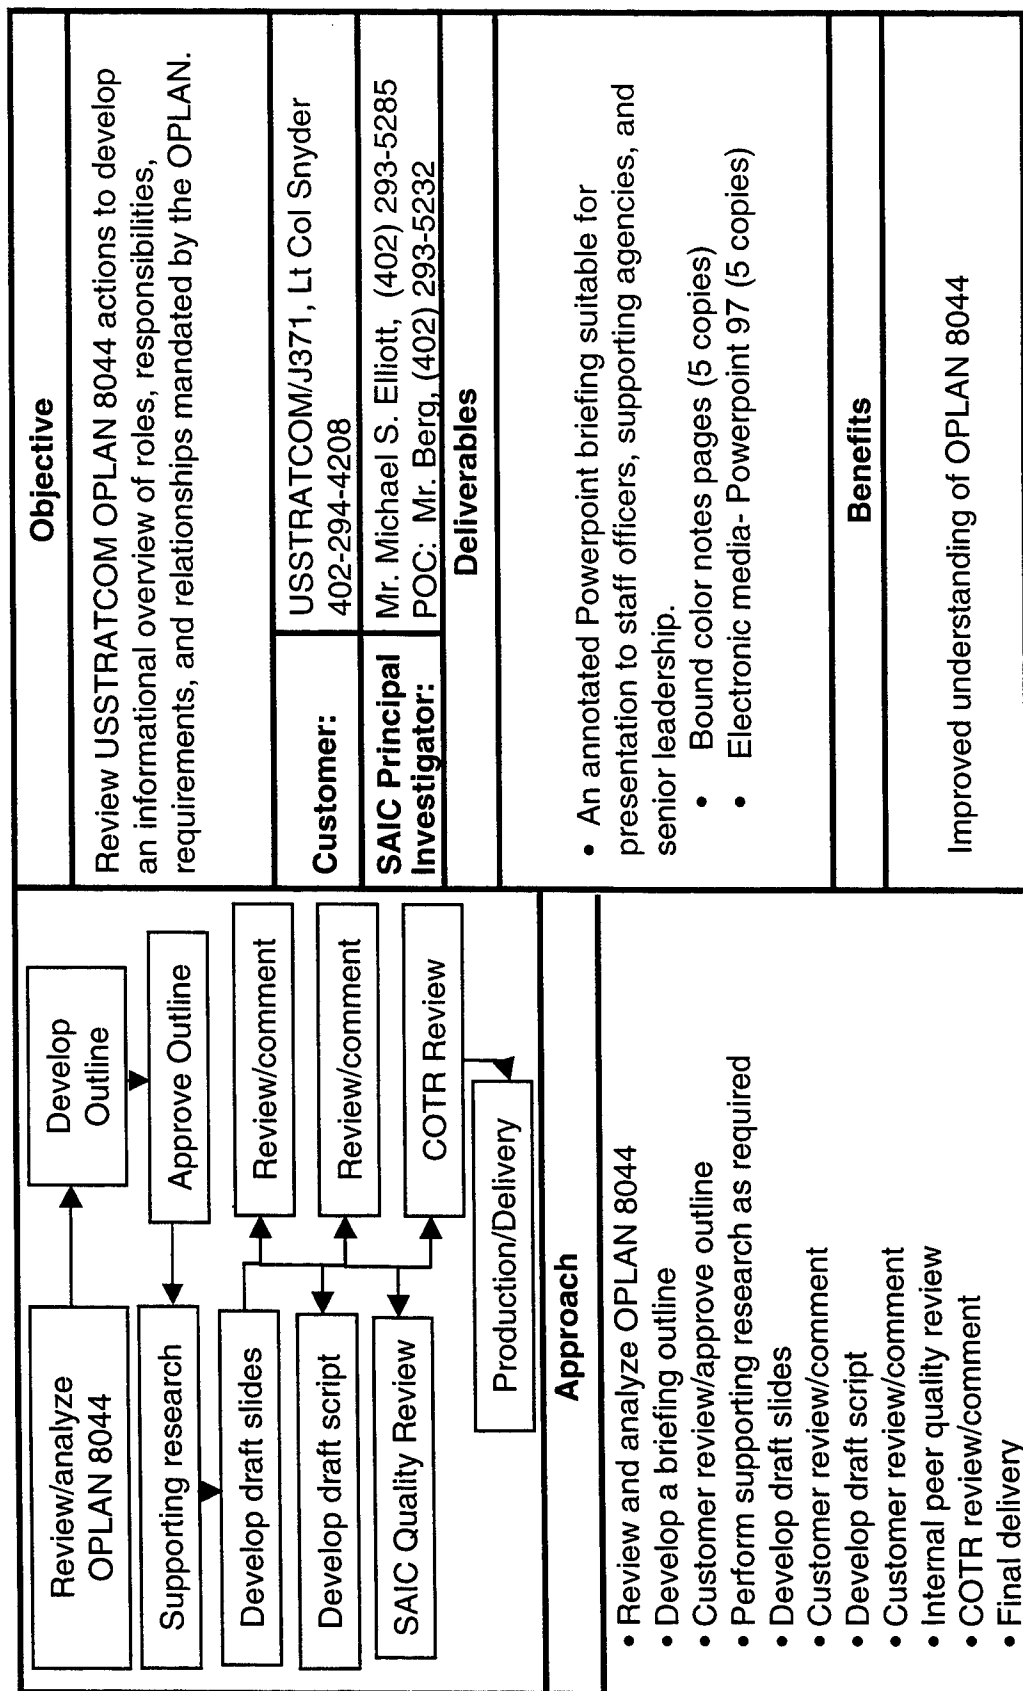 Review/analyze
OPLAN 8044
Develop
Outline
Supporting research
Approve Outline
Develop draft slides
Review/comment
Develop draft script
Review/comment
SAIC Quality Review
COTR Review
Production/Delivery
Approach
• Review and analyze OPLAN 8044
• Develop a briefing outline
• Customer review/approve outline
• Perform supporting research as required
• Develop draft slides
• Customer review/comment
• Develop draft script
• Customer review/comment
• Internal peer quality review
• COTR review/comment
• Final delivery
Objective
Review USSTRATCOM OPLAN 8044 actions to develop
an informational overview of roles, responsibilities,
requirements, and relationships mandated by the OPLAN.
Customer:
USSTRATCOM/J371, Lt Col Snyder
402-294-4208
SAIC Principal
Investigator:
Mr. Michael S. Elliott, (402) 293-5285
POC: Mr. Berg, (402) 293-5232
Deliverables
• An annotated Powerpoint briefing suitable for
presentation to staff officers, supporting agencies, and
senior leadership.
• Bound color notes pages (5 copies)
• Electronic media- Powerpoint 97 (5 copies)
Benefits
Improved understanding of OPLAN 8044